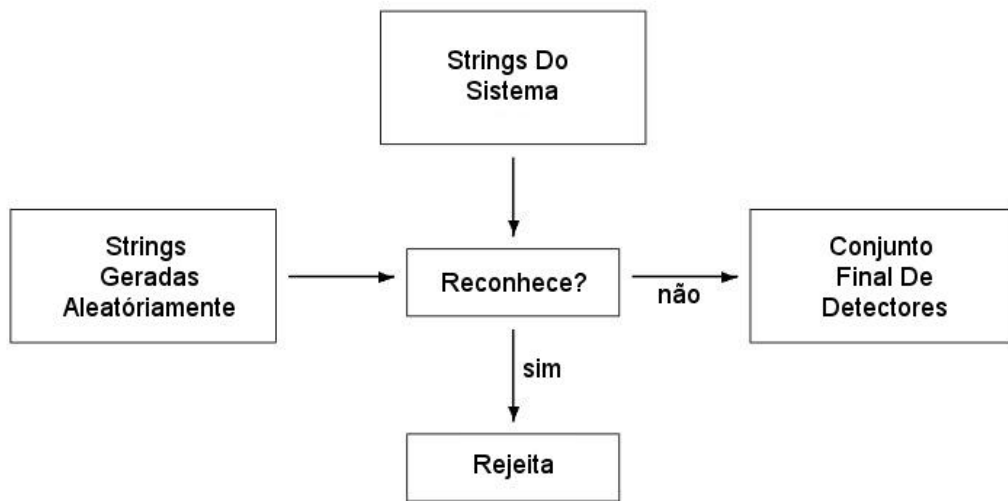 Strings Do
Sistema
Strings
Geradas
Aleatóriamente
Reconhece?
não
Conjunto
Final De
Detectores
sim
Rejeita